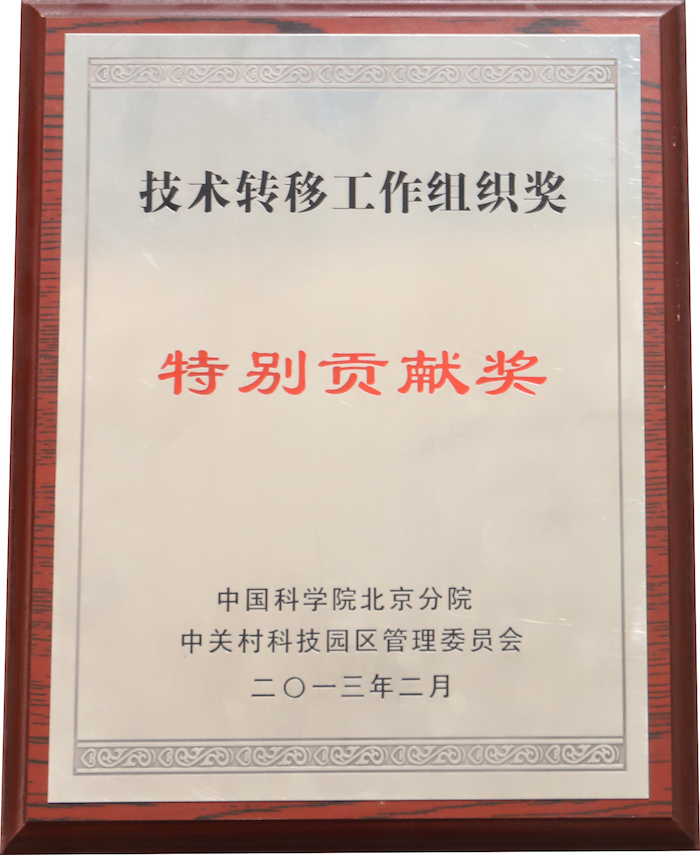 技术转移工作组织奖
特别贡献奖
中国科学院北京分院
中关村科技园区管理委员会
二〇一三年二月